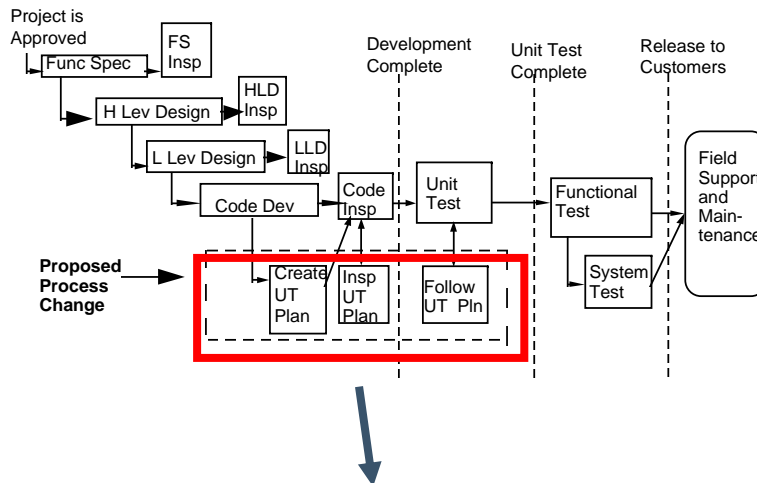 Project is
Approved
Func Spec
FS
Insp
H Lev Design
HLD
Insp
L Lev Design
LLD
Insp
Code Dev
Code
Insp
Development
Complete
Unit Test
Complete
Release to
Customers
Unit
Test
Functional
Test
System
Test
Field
Support
and
Main-
tenance
Proposed
Process
Change
Create
UT
Plan
Insp
UT
Plan
Follow
UT Pln